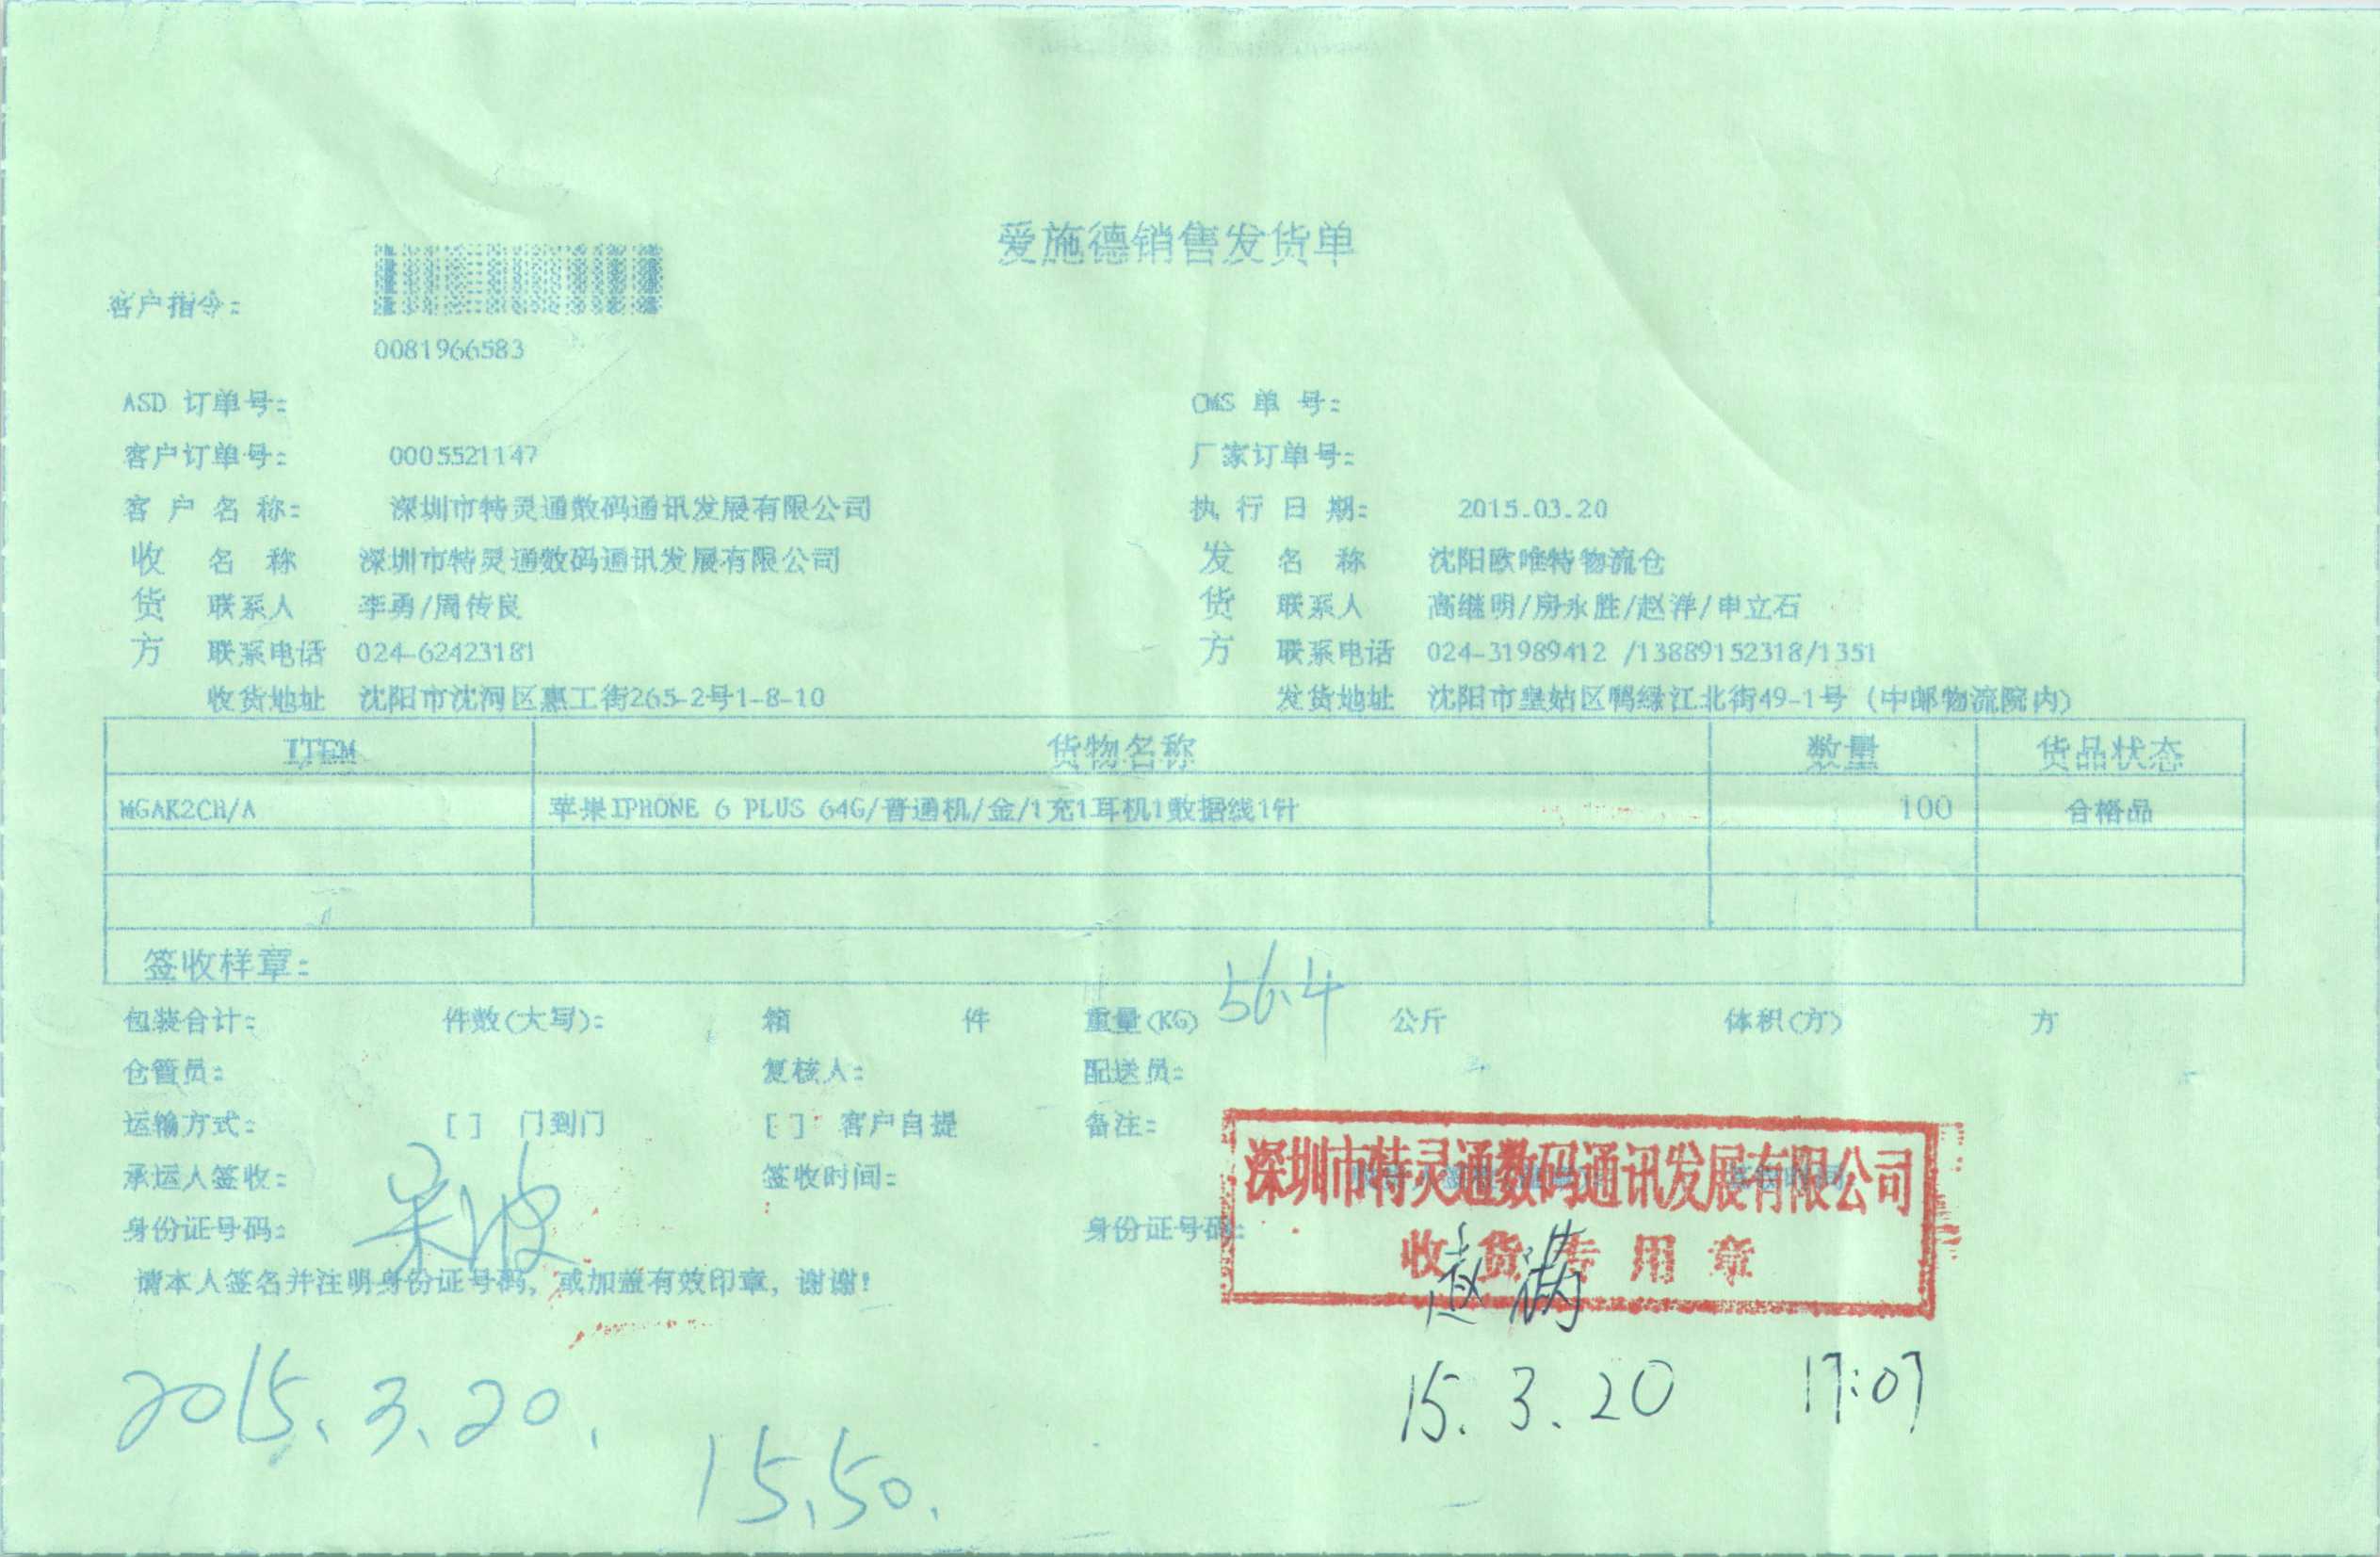 爱施德销售发货单
客户指令:
0081966583
ASD 订单号: OMS 单 号:
客户订单号: 0005521147 厂家订单号:
客 户 名 称: 深圳市特灵通数码通讯发展有限公司 执 行 日 期: 2015.03.20
收 名 称 深圳市特灵通数码通讯发展有限公司 发 名 称 沈阳欧唯特物流仓
货 联系人 李勇/周传良 货 联系人 高继明/房永胜/赵洋/申立石
方 联系电话 024-62423181 方 联系电话 024-31989412 /13889152318/1351
收货地址 沈阳市沈河区惠工街265-2号1-8-10 发货地址 沈阳市皇姑区鸭绿江北街49-1号 (中邮物流院内)
ITEM 货物名称 数量 货品状态
MGAK2CH/A 苹果IPHONE 6 PLUS 64G/普通机/金/1充1耳机1数据线1针 100 合格品
签收样章:
包装合计: 件数(大写): 箱 件 重量(KG) 56.4 公斤 体积(方) 方
仓管员: 复核人: 配送员:
运输方式: [ ] 门到门 [ ] 客户自提 备注:
承运人签收: 吴波 签收时间: 深圳市特灵通数码通讯发展有限公司
身份证号码: 身份证号码: 收货专用章
请本人签名并注明身份证号码, 或加盖有效印章, 谢谢!
2015.3.20. 15.3.20 17:07
15.50.